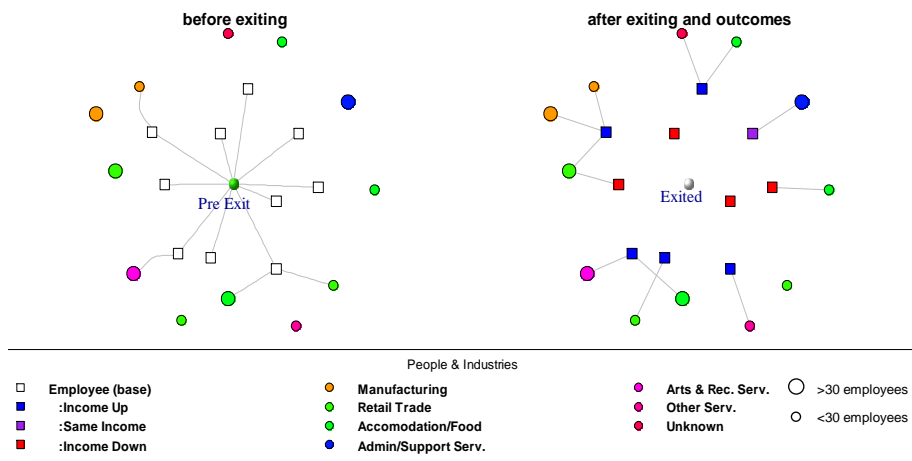 before exiting
after exiting and outcomes
Pre Exit
Exited
People & Industries
Employee (base)
:Income Up
:Same Income
:Income Down
Manufacturing
Retail Trade
Accomodation/Food
Admin/Support Serv.
Arts & Rec. Serv.
Other Serv.
Unknown
>30 employees
<30 employees